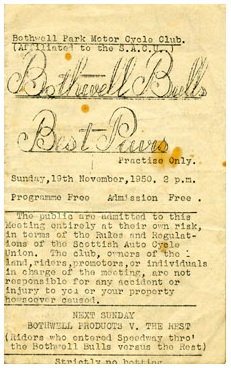 Bothwell Park Motor Cycle Club.
(Affiliated to the S.A.C.U.)
Bothwell Bulls
Best Pairs
Practise Only.
Sunday, 19th November, 1950. 2 p.m.
Programme Free Admission Free .
The public are admitted to this
Meeting entirely at their own risk,
in terms of the Rules and Regulat-
ions of the Scottish Auto Cycle
Union. The club, owners of the
land, riders, promotors, or individuals
in charge of the meeting, are not
responsible for any accident or
injury to you or your property
howsoever caused.
NEXT SUNDAY
BOTHWELL PRODUCTS V. THE REST
(Riders who entered Speedway thro'
the Bothwell Bulls versus the Rest)
Strictly no betting